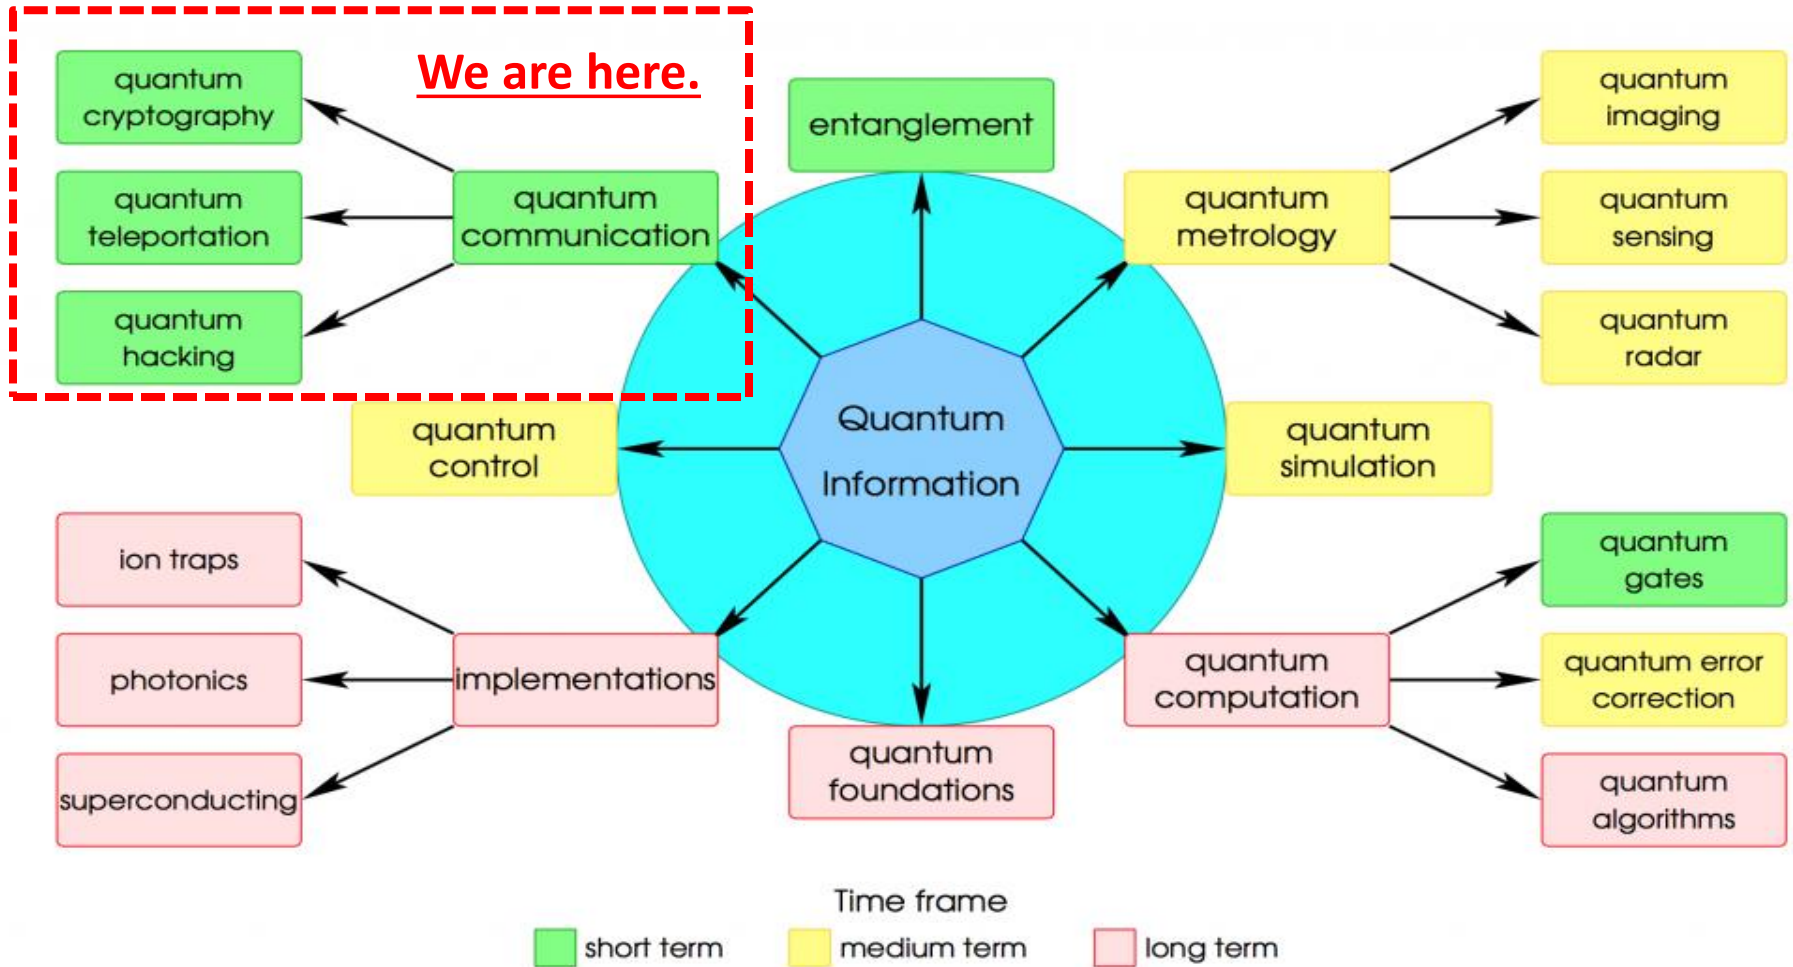 We are here.
quantum
cryptography
quantum
teleportation
quantum
hacking
quantum
communication
entanglement
quantum
metrology
quantum
imaging
quantum
sensing
quantum
radar
quantum
control
Quantum
Information
quantum
simulation
ion traps
photonics
superconducting
implementations
quantum
foundations
quantum
computation
quantum
gates
quantum error
correction
quantum
algorithms
Time frame
short term
medium term
long term